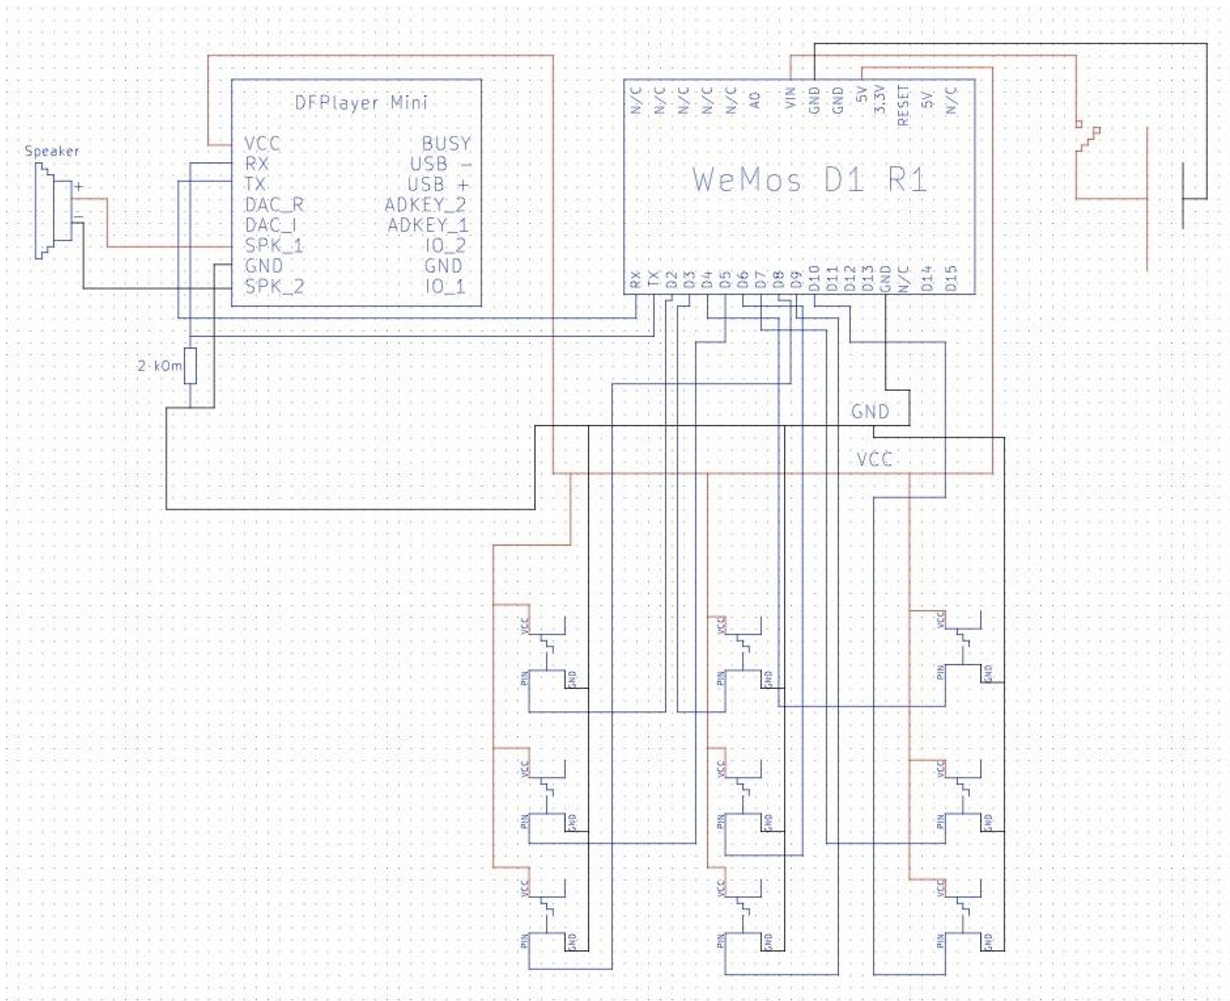 DFPlayer Mini
VCC BUSY
RX USB -
TX USB +
DAC_R ADKEY_2
DAC_I ADKEY_1
SPK_1 IO_2
GND GND
SPK_2 IO_1
Speaker
+
-
2 kOm
N/C N/C N/C N/C N/C A0 VIN GND GND 5V 3.3V RESET 5V N/C
WeMos D1 R1
RX TX D2 D3 D4 D5 D6 D7 D8 D9 D10 D11 D12 D13 GND N/C D14 D15
GND
VCC
VCC VCC VCC
PIN GND PIN GND PIN GND
VCC VCC VCC
PIN GND PIN GND PIN GND
VCC VCC VCC
PIN GND PIN GND PIN GND